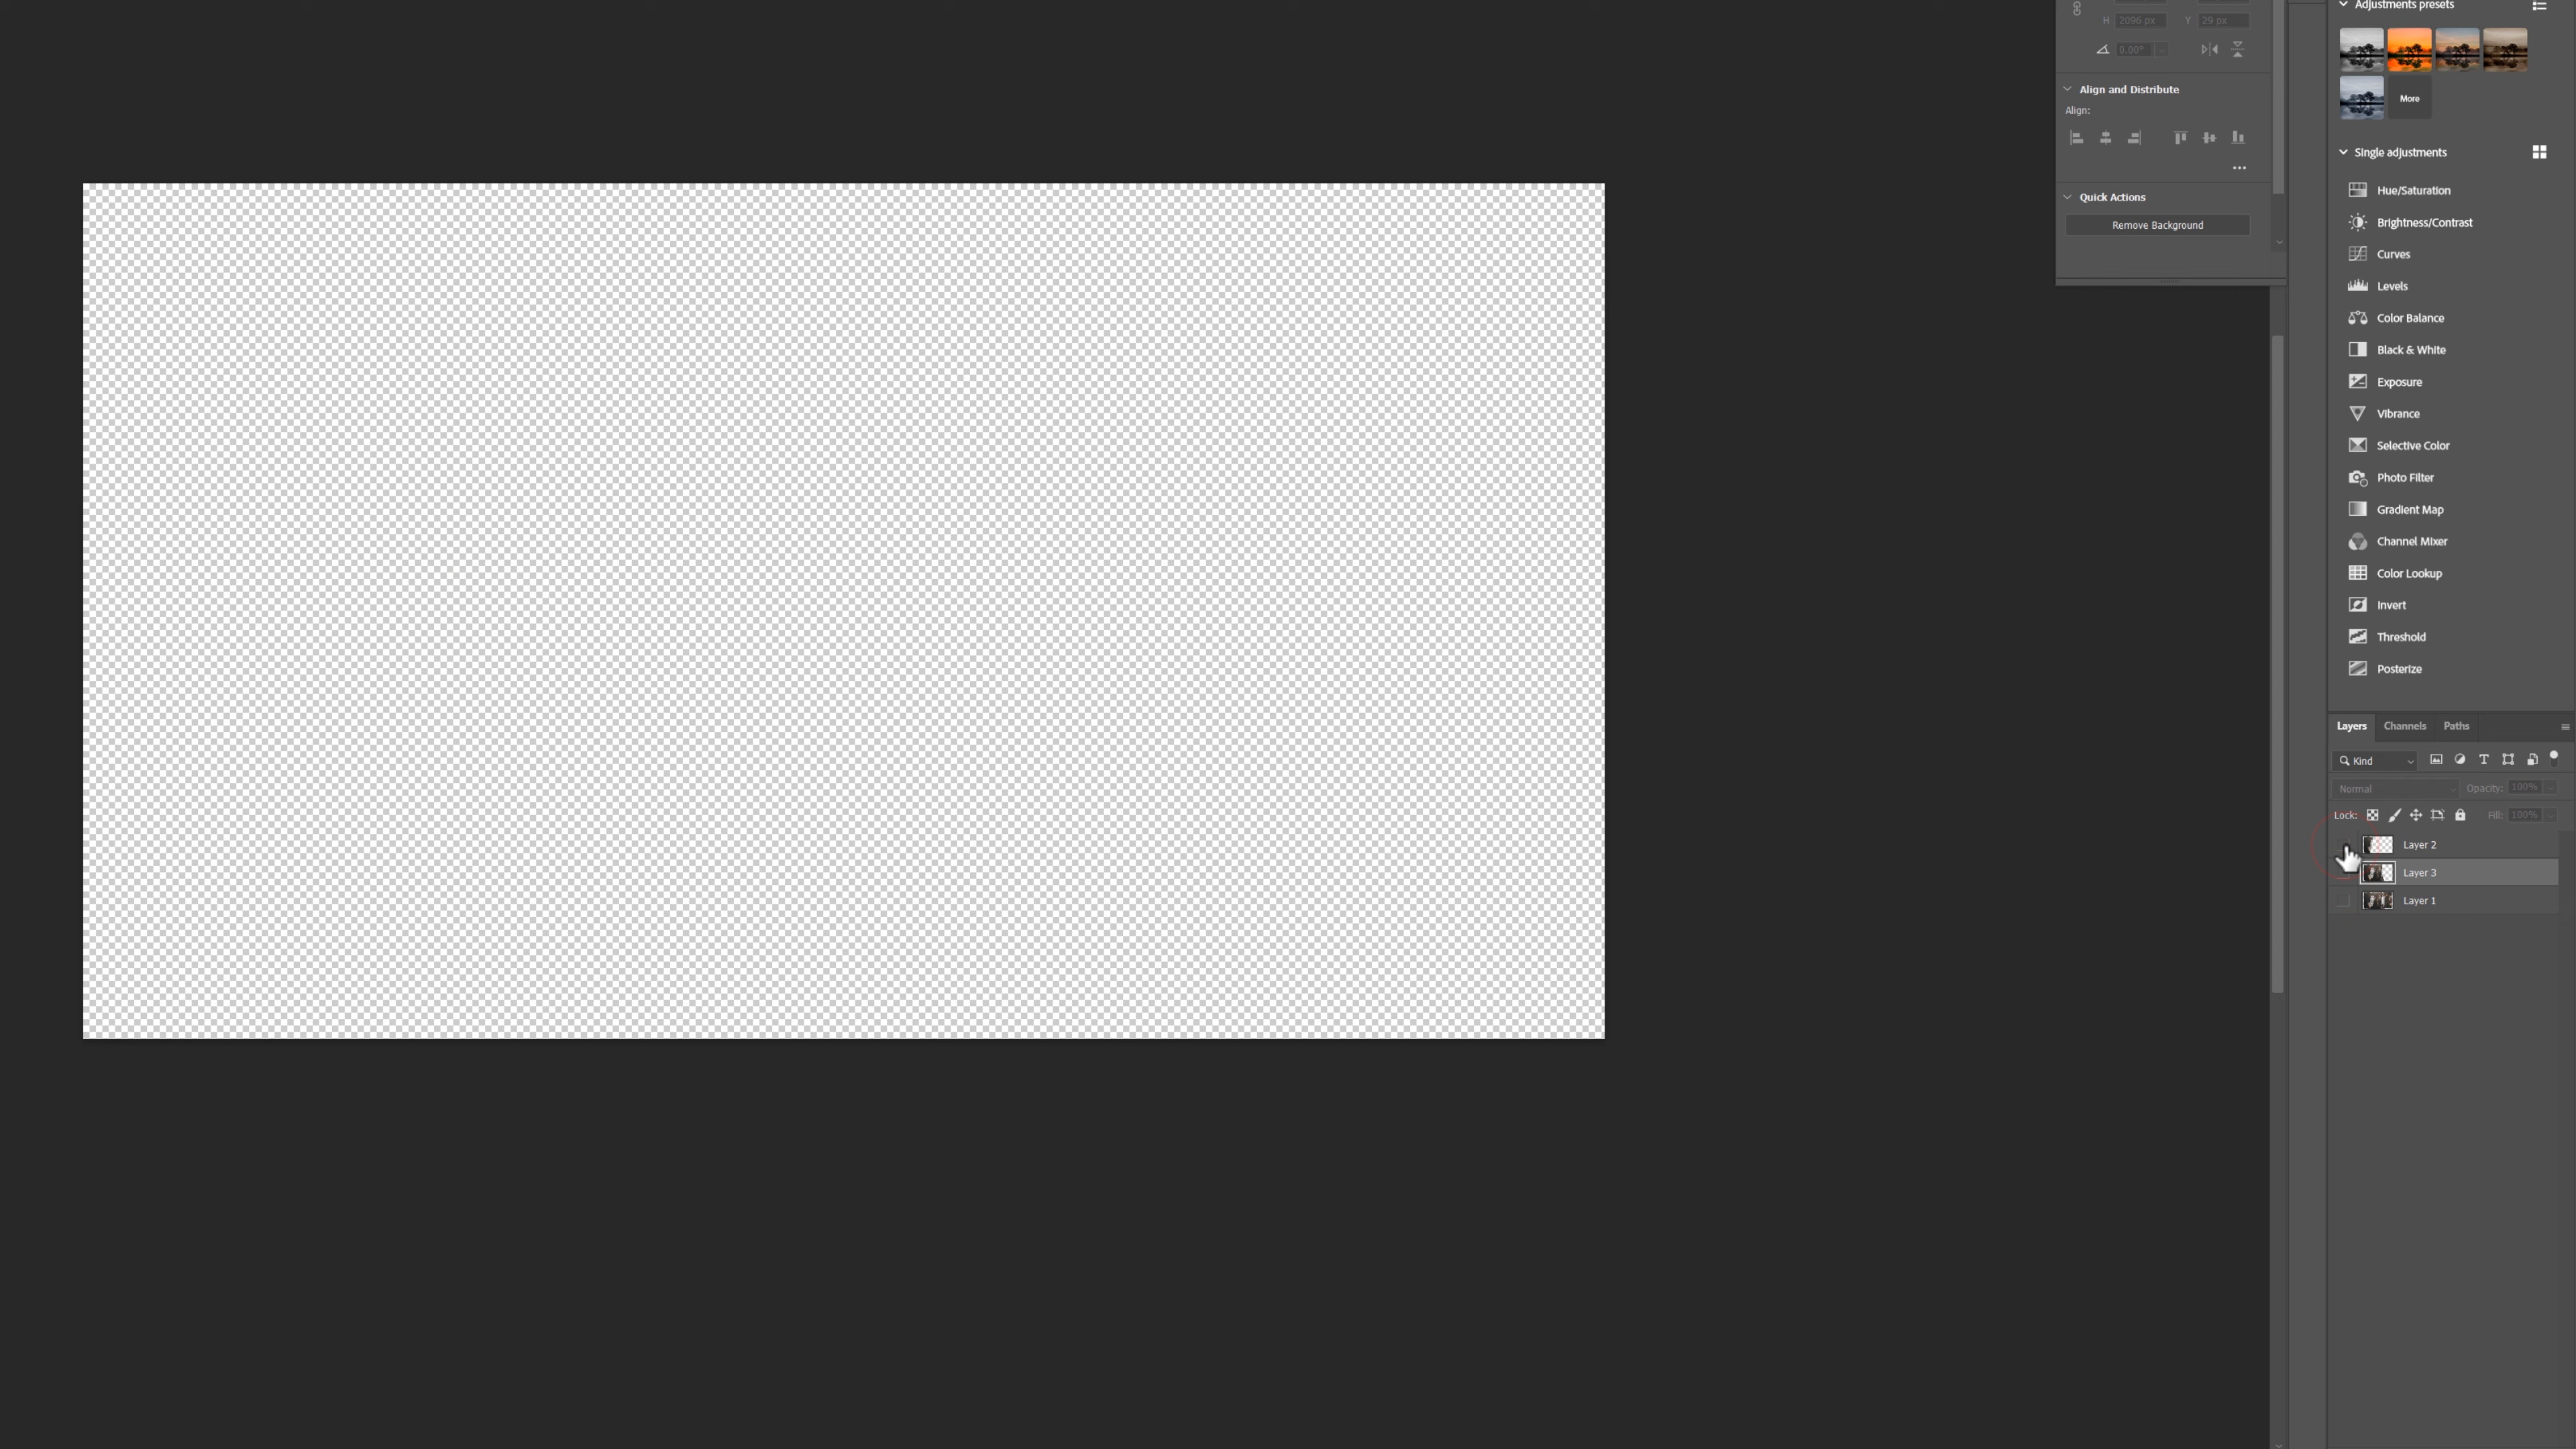 H 2096 px Y 29 px
0.00°
Align and Distribute
Align:
Quick Actions
Remove Background
Adjustments presets
More
Single adjustments
Hue/Saturation
Brightness/Contrast
Curves
Levels
Color Balance
Black & White
Exposure
Vibrance
Selective Color
Photo Filter
Gradient Map
Channel Mixer
Color Lookup
Invert
Threshold
Posterize
Layers Channels Paths
Kind
Normal Opacity: 100%
Lock: Fill: 100%
Layer 2
Layer 3
Layer 1